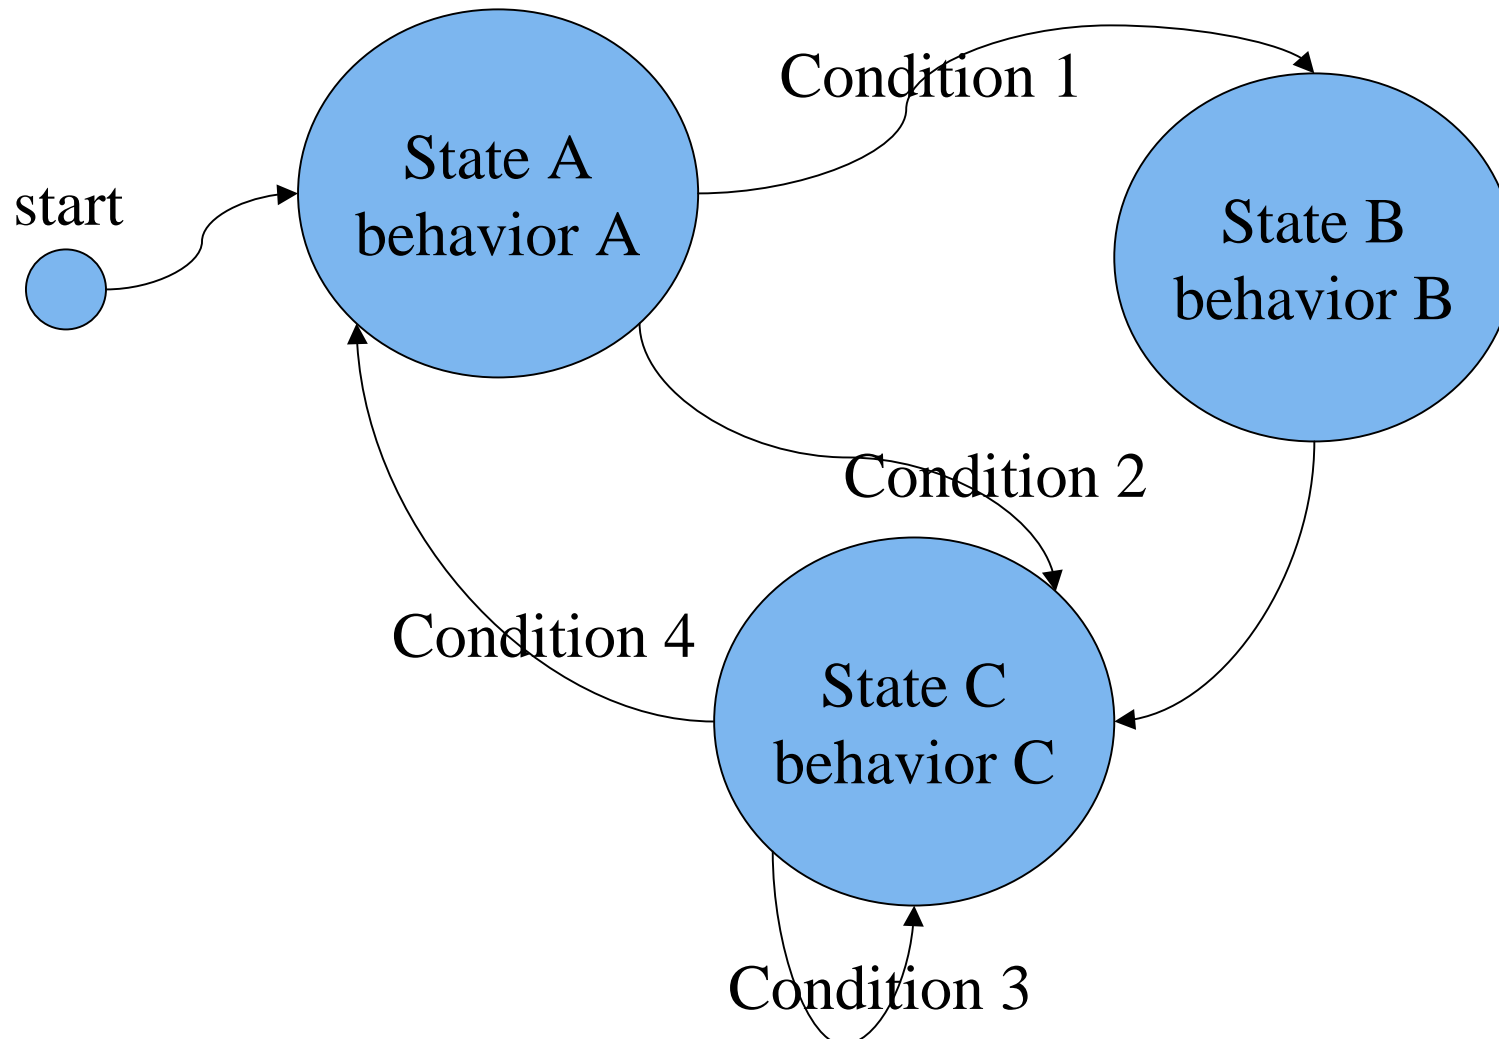 start
State A
behavior A
Condition 1
State B
behavior B
Condition 2
Condition 4
State C
behavior C
Condition 3